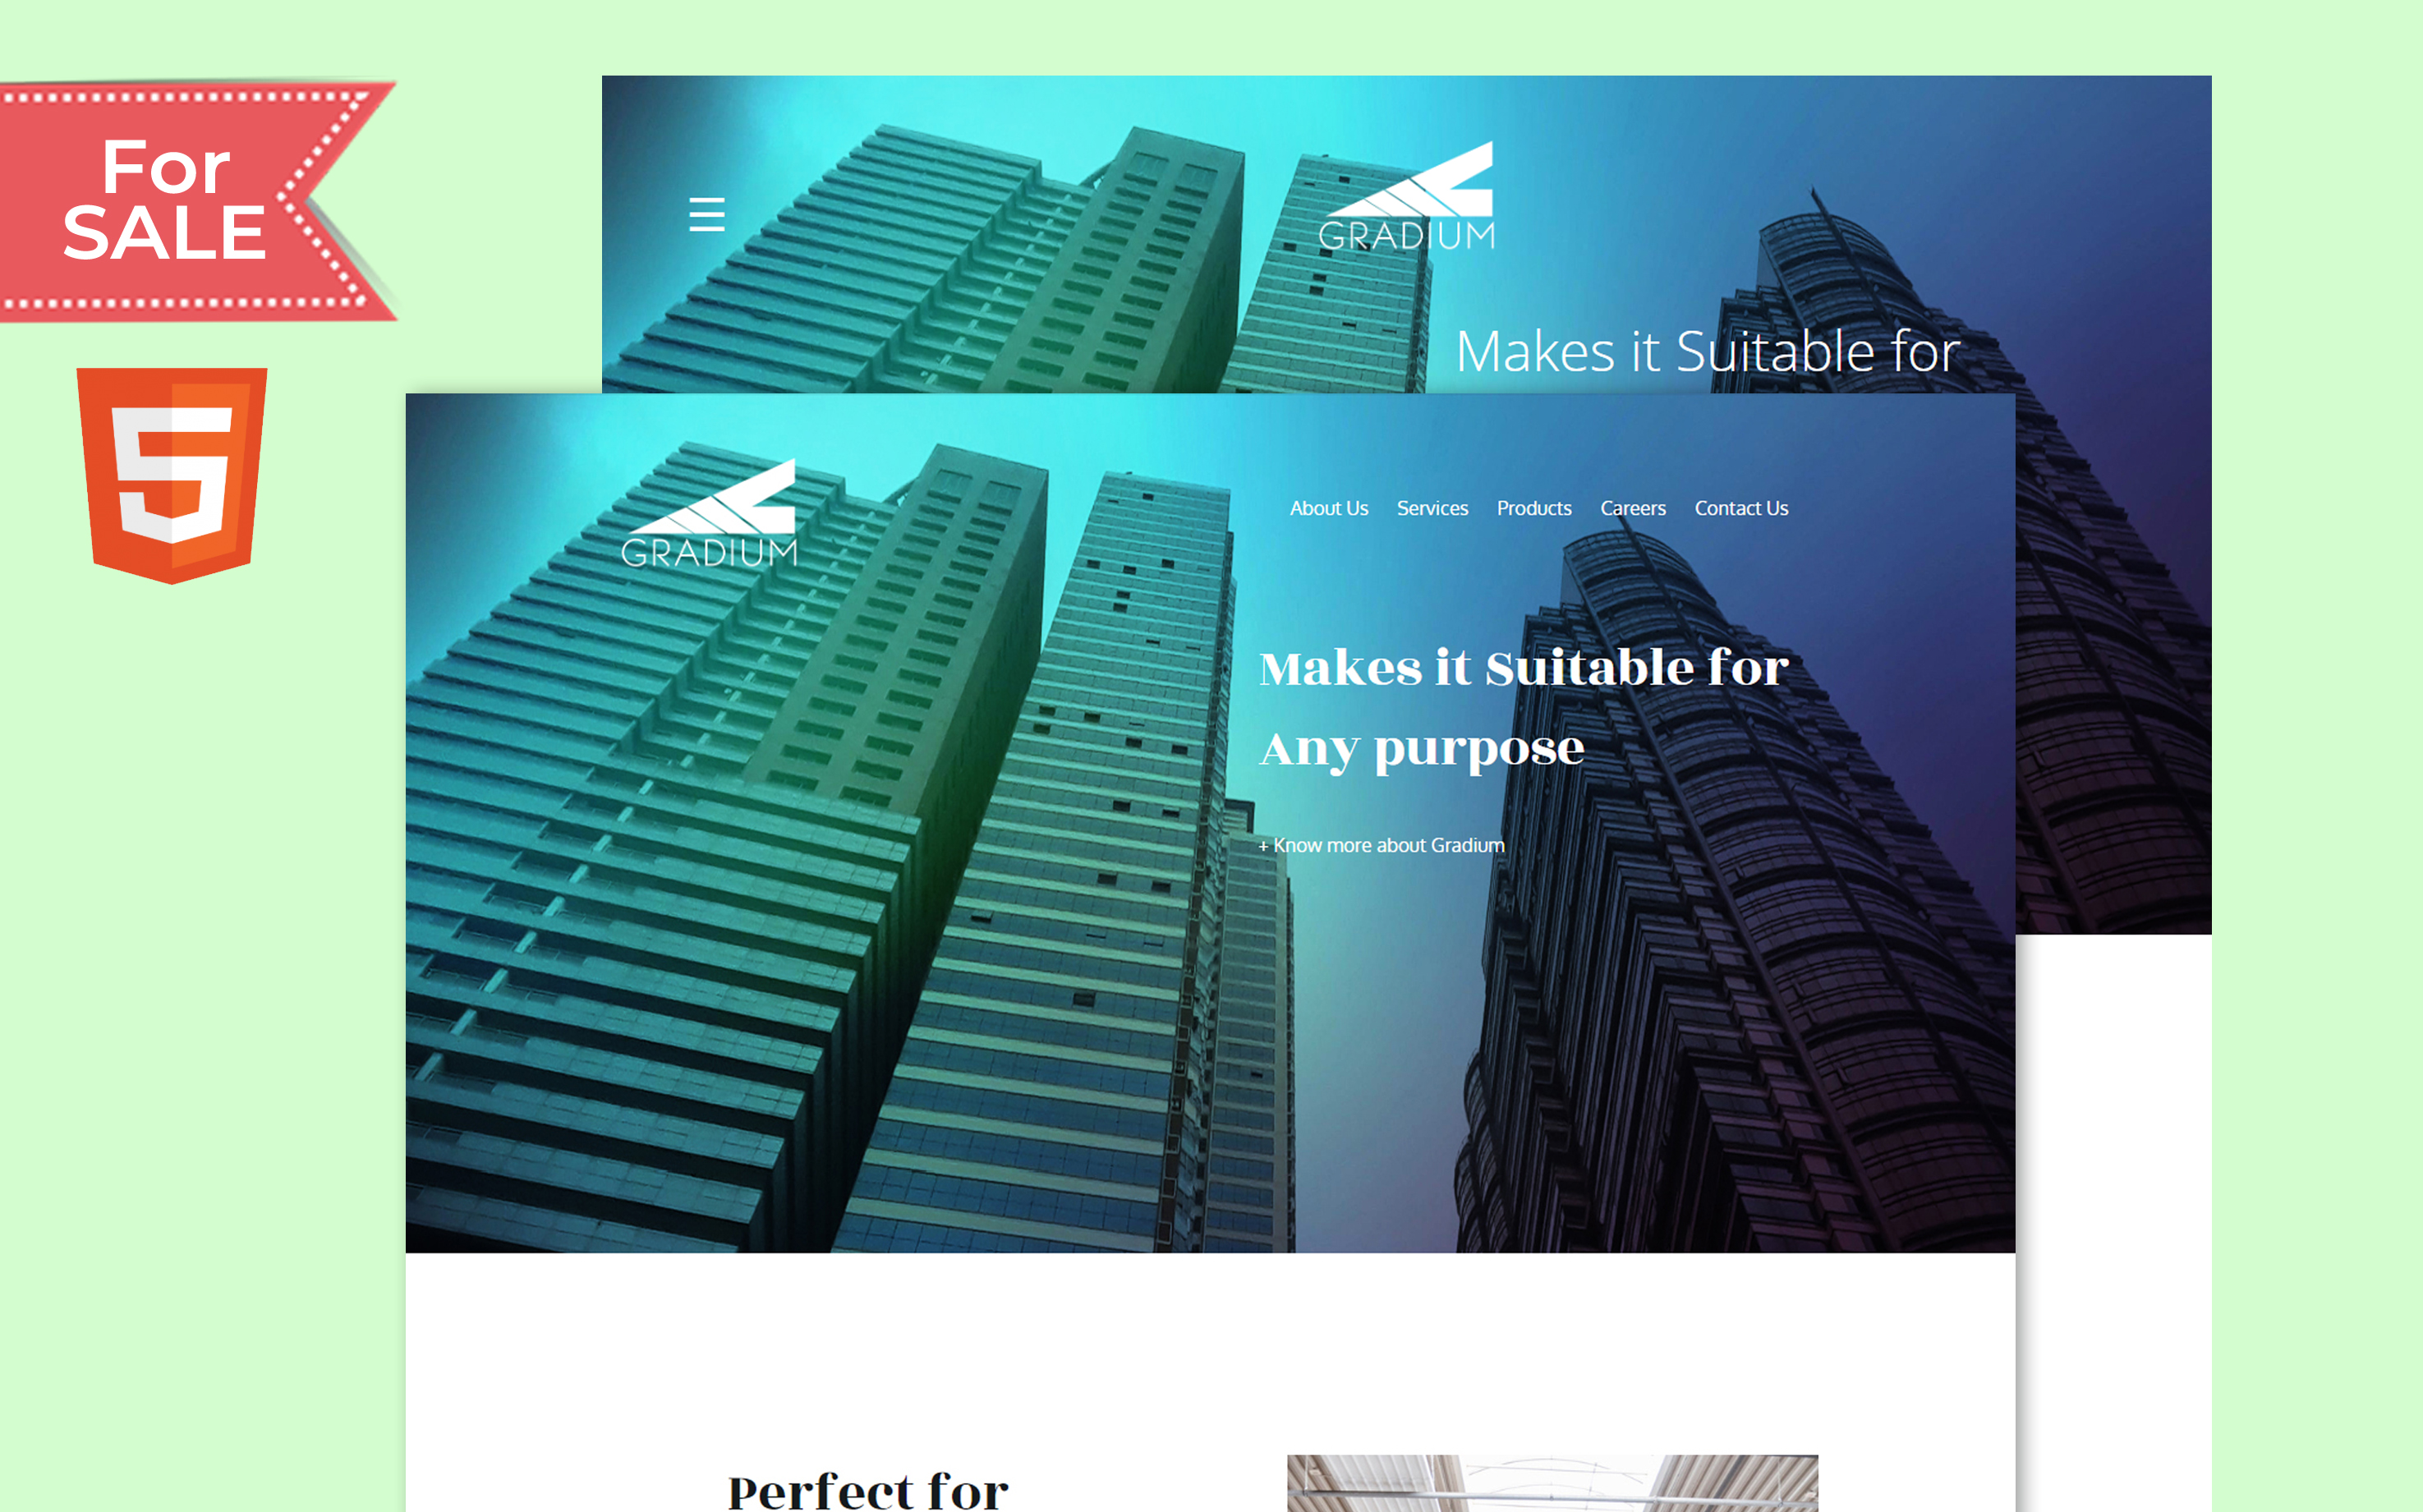 For
SALE
GRADIUM
Makes it Suitable for
GRADIUM
About Us Services Products Careers Contact Us
Makes it Suitable for
Any purpose
+ Know more about Gradium
Perfect for